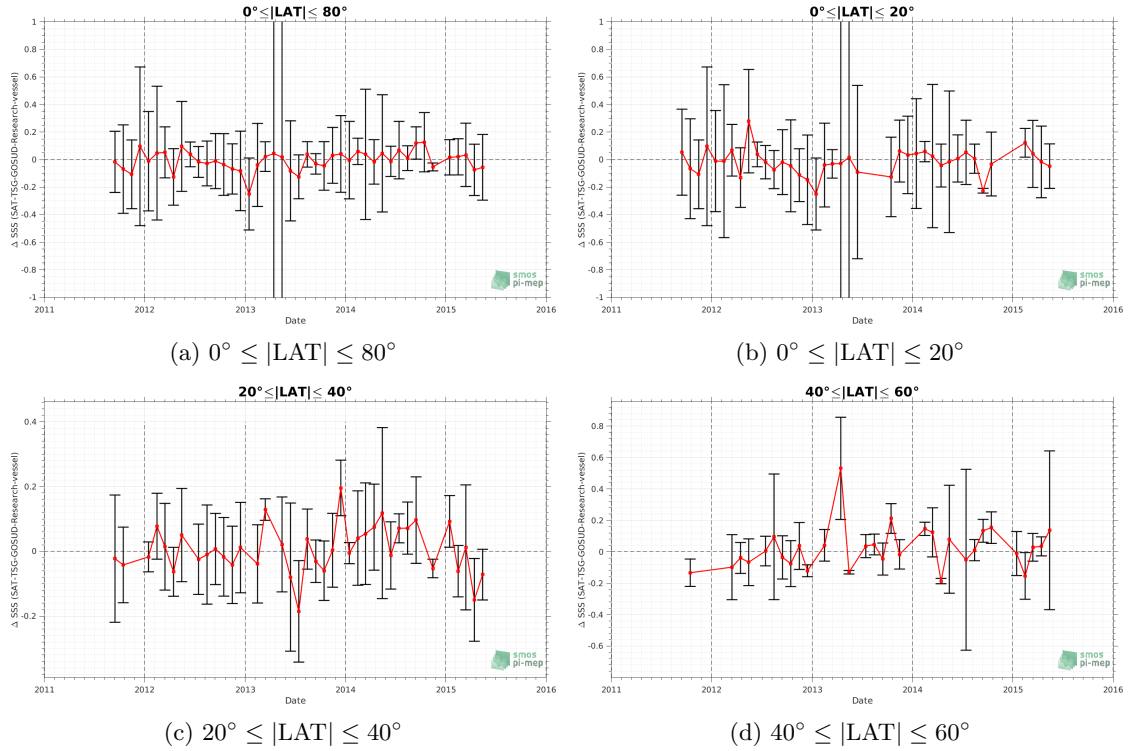 0°≤|LAT|≤ 80°
Δ SSS (SAT-TSG-GOSUD-Research-vessel)
1
0.8
0.6
0.4
0.2
0
-0.2
-0.4
-0.6
-0.8
-1
2011 2012 2013 2014 2015 2016
Date
smos
pi-mep
(a) 0° ≤ |LAT| ≤ 80°
0°≤|LAT|≤ 20°
Δ SSS (SAT-TSG-GOSUD-Research-vessel)
1
0.8
0.6
0.4
0.2
0
-0.2
-0.4
-0.6
-0.8
-1
2011 2012 2013 2014 2015 2016
Date
smos
pi-mep
(b) 0° ≤ |LAT| ≤ 20°
20°≤|LAT|≤ 40°
Δ SSS (SAT-TSG-GOSUD-Research-vessel)
0.4
0.2
0
-0.2
2011 2012 2013 2014 2015 2016
Date
smos
pi-mep
(c) 20° ≤ |LAT| ≤ 40°
40°≤|LAT|≤ 60°
Δ SSS (SAT-TSG-GOSUD-Research-vessel)
0.8
0.6
0.4
0.2
0
-0.2
-0.4
-0.6
2011 2012 2013 2014 2015 2016
Date
smos
pi-mep
(d) 40° ≤ |LAT| ≤ 60°